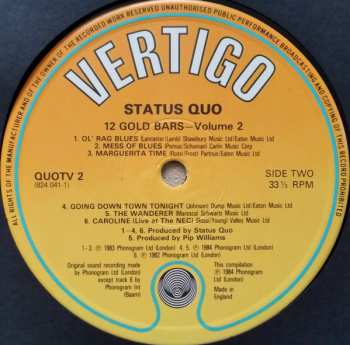 ALL RIGHTS OF THE MANUFACTURER AND OF THE OWNER OF THE RECORDED WORK RESERVED UNAUTHORISED PUBLIC PERFORMANCE BROADCASTING AND COPYING OF THIS RECORD PROHIBITED
VERTIGO
STATUS QUO
12 GOLD BARS—Volume 2
1. OL' RAG BLUES (Lancaster/Lamb) Shawbury Music Ltd/Eaton Music Ltd
2. MESS OF BLUES (Pomus/Schuman) Carlin Music Corp
3. MARGUERITA TIME (Rossi/Frost) Eaton Music Ltd
QUOTV 2
(824 041-1)
SIDE TWO
33⅓ RPM
4. GOING DOWN TOWN TONIGHT (Johnson) Dump Music Ltd/Eaton Music Ltd
5. THE WANDERER (Maresca) Schwartz Music Ltd
6. CAROLINE (Live at The NEC) (Rossi/Young) Valley Music Ltd
1-4, 6. Produced by Status Quo
5. Produced by Pip Williams
1-3. ℗ 1983 Phonogram Ltd (London) 4, 5. ℗ 1984 Phonogram Ltd (London)
6. ℗ 1982 Phonogram Ltd (London)
Original sound recording made
by Phonogram Ltd (London)
except track 6 by
Phonogram Int
(Baarn)
This compilation
℗ 1984 Phonogram
Ltd (London)
Made in
England